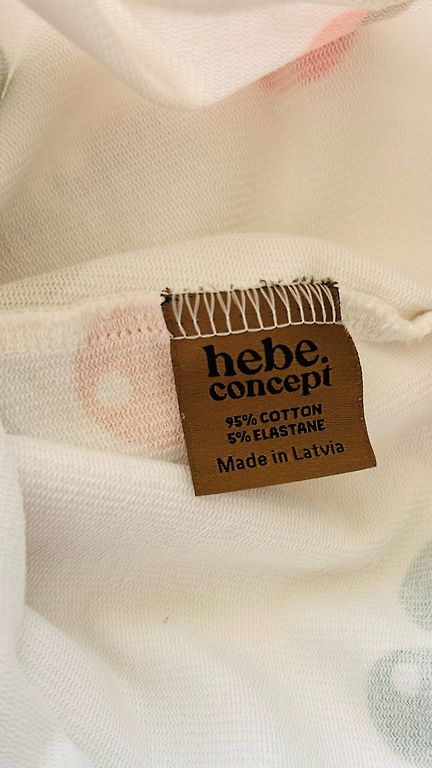 hebe.
concept
95% COTTON
5% ELASTANE
Made in Latvia